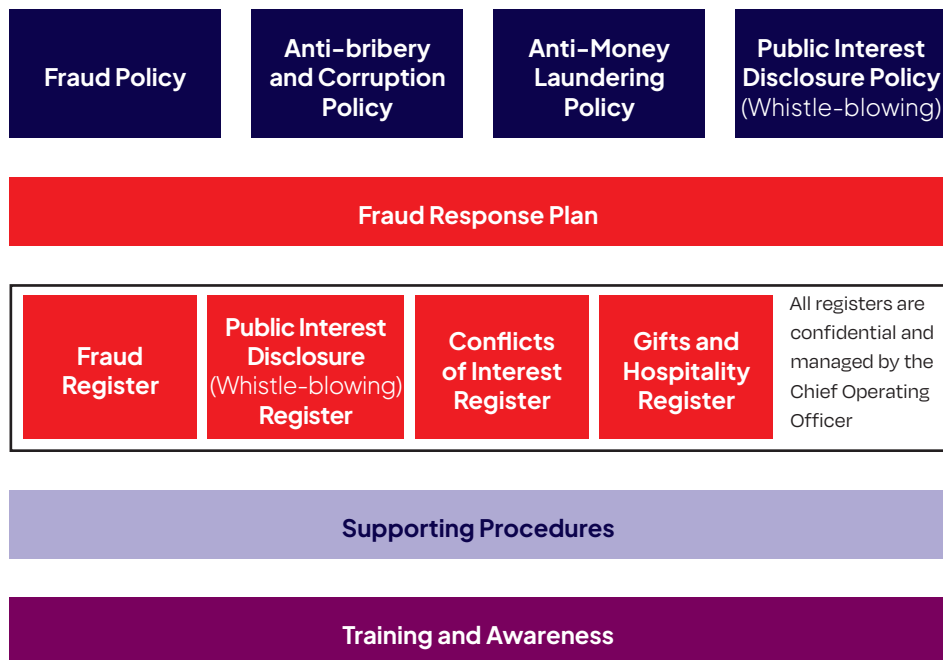 Fraud Policy
Anti-bribery
and Corruption
Policy
Anti-Money
Laundering
Policy
Public Interest
Disclosure Policy
(Whistle-blowing)
Fraud Response Plan
Fraud
Register
Public Interest
Disclosure
(Whistle-blowing)
Register
Conflicts
of Interest
Register
Gifts and
Hospitality
Register
All registers are
confidential and
managed by the
Chief Operating
Officer
Supporting Procedures
Training and Awareness